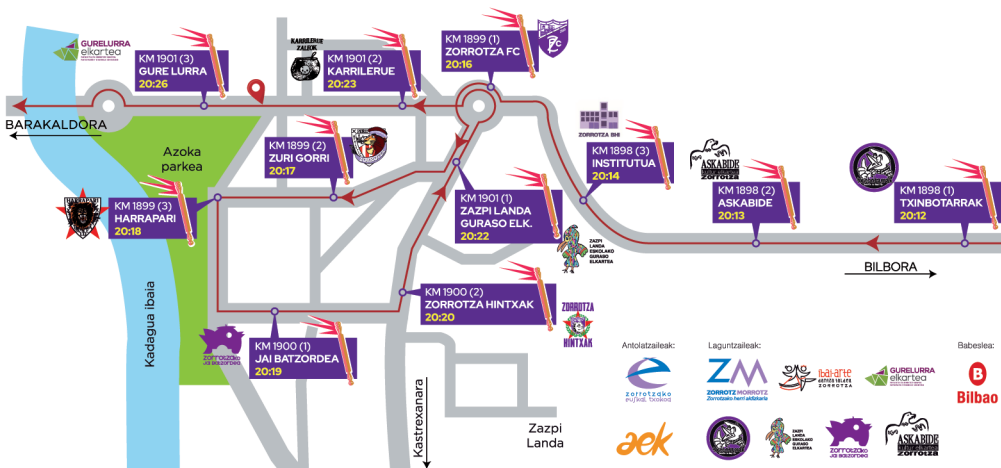 GURELURRA
elkartea
KM 1901 (3)
GURE LURRA
20:26
KARRILERUE
ZALEOK
KM 1901 (2)
KARRILERUE
20:23
KM 1899 (1)
ZORROTZA FC
20:16
BARAKALDORA
Azoka
parkea
KM 1899 (2)
ZURI GORRI
20:17
ZORROTZA BHI
KM 1898 (3)
INSTITUTUA
20:14
ASKABIDE
ZORROTZA
KM 1898 (2)
ASKABIDE
20:13
KM 1898 (1)
TXINBOTARRAK
20:12
BILBORA
HARRAPARI
KM 1899 (3)
HARRAPARI
20:18
KM 1901 (1)
ZAZPI LANDA
GURASO ELK.
20:22
ZAZPI
LANDA
ESKOLAKO
GURASO
ELKARTEA
Kadagua ibaia
KM 1900 (2)
ZORROTZA HINTXAK
20:20
ZORROTZA
HINTXAK
zorrotzako
Jai Batzordea
KM 1900 (1)
JAI BATZORDEA
20:19
Kastrexanara
Zazpi
Landa
Antolatzaileak:
Laguntzaileak:
Babeslea:
zorrotzako
euskal txokoa
ZM
ZORROTZ MORROTZ
Zorrotzako herri aldizkaria
ibai-arte
ZORROTZA
GURELURRA
elkartea
B
Bilbao
aek
ZAZPI
LANDA
ESKOLAKO
GURASO
ELKARTEA
zorrotzako
Jai Batzordea
ASKABIDE
zorrotza